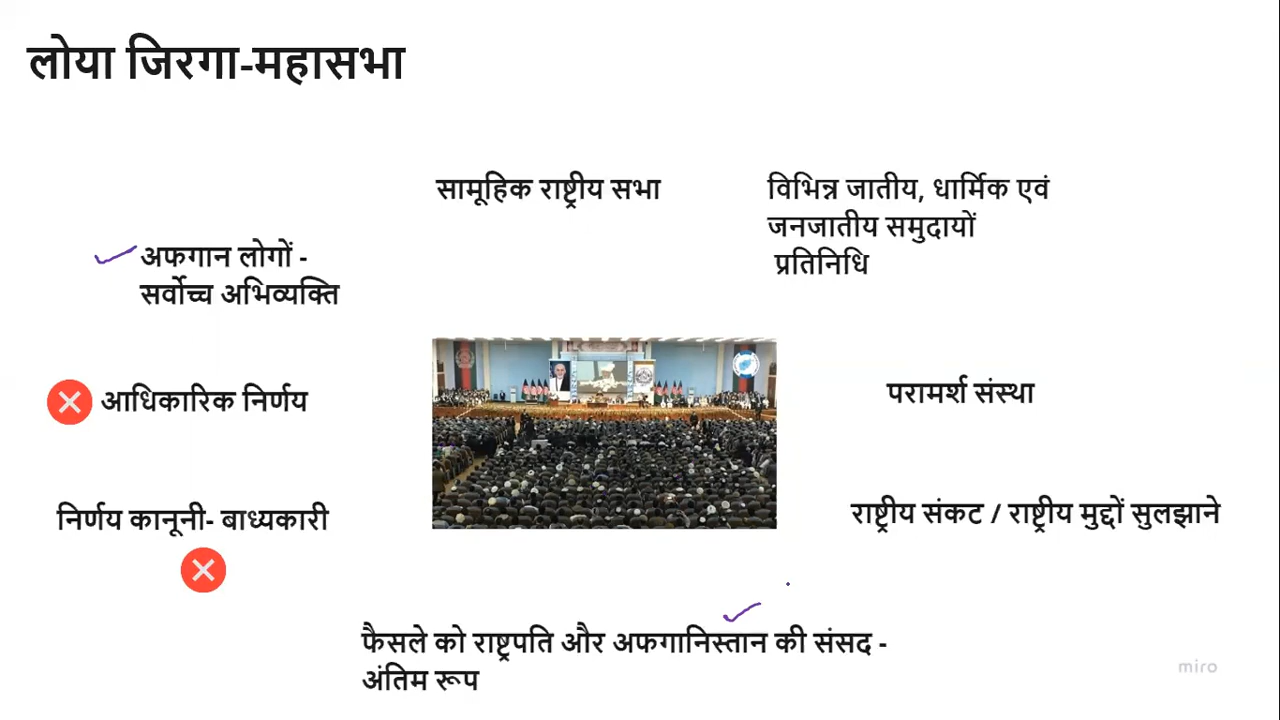 लोया जिरगा-महासभा
सामूहिक राष्ट्रीय सभा
विभिन्न जातीय, धार्मिक एवं
जनजातीय समुदायों
प्रतिनिधि
अफगान लोगों -
सर्वोच्च अभिव्यक्ति
आधिकारिक निर्णय
परामर्श संस्था
निर्णय कानूनी- बाध्यकारी
राष्ट्रीय संकट / राष्ट्रीय मुद्दों सुलझाने
फैसले को राष्ट्रपति और अफगानिस्तान की संसद -
अंतिम रूप
miro